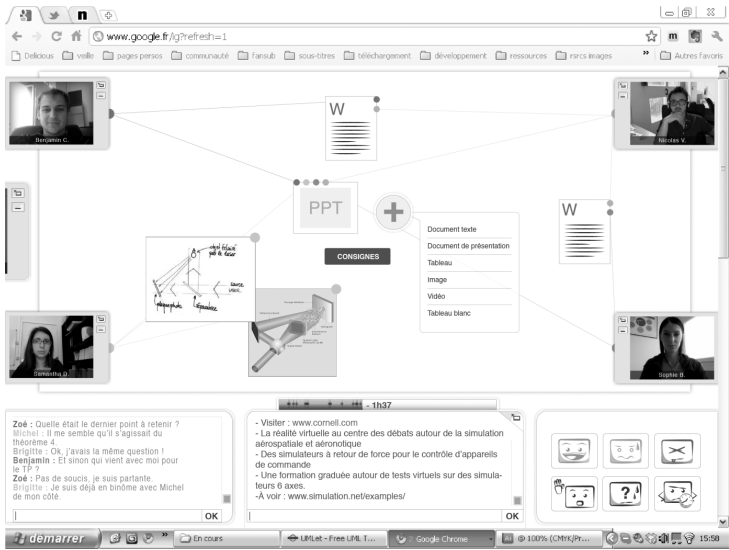 www.google.fr/ig?refresh=1
Delicious veille pages persos communauté fansub sous-titres téléchargement développement ressources rsrcs images » Autres favoris
Benjamin C.
W
Nicolas V.
PPT
W
CONSIGNES
Document texte
Document de présentation
Tableau
Image
Vidéo
Tableau blanc
Samantha D.
Sophie B.
- 1h37
Zoé : Quelle était le dernier point à retenir ?
Michel : Il me semble qu'il s'agissait du
théorème 4.
Brigitte : Ok, j'avais la même question !
Benjamin : Et sinon qui vient avec moi pour
le TP ?
Zoé : Pas de soucis, je suis partante.
Brigitte : Je suis déjà en binôme avec Michel
de mon côté.
OK
- Visiter : www.cornell.com
- La réalité virtuelle au centre des débats autour de la simulation
aérospatiale et aéronotique
- Des simulateurs à retour de force pour le contrôle d'appareils
de commande
- Une formation graduée autour de tests virtuels sur des simula-
teurs 6 axes.
-À voir : www.simulation.net/examples/
OK
démarrer
»
En cours
UMLet - Free UML T...
Google Chrome
Ai @ 100% (CMYK/Pr...
15:58